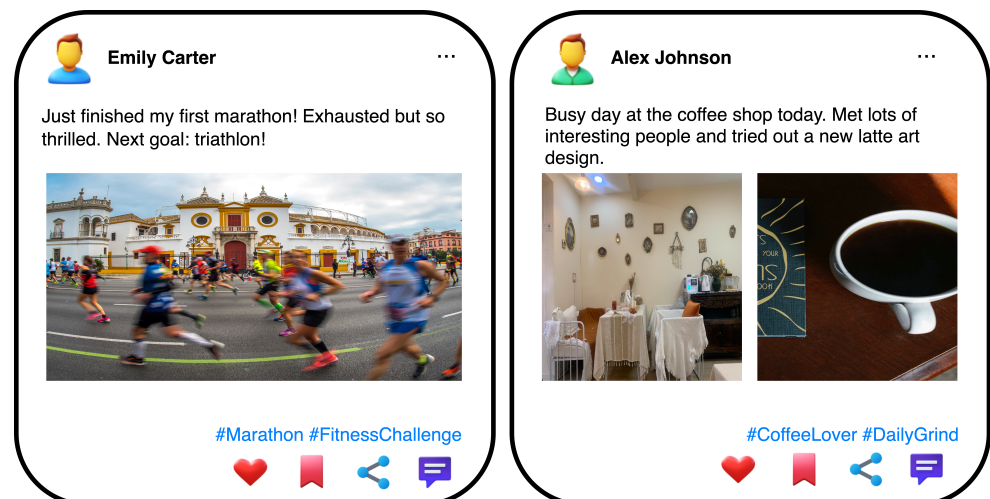 Emily Carter
Just finished my first marathon! Exhausted but so
thrilled. Next goal: triathlon!
#Marathon #FitnessChallenge
Alex Johnson
Busy day at the coffee shop today. Met lots of
interesting people and tried out a new latte art
design.
YOUR
#CoffeeLover #DailyGrind